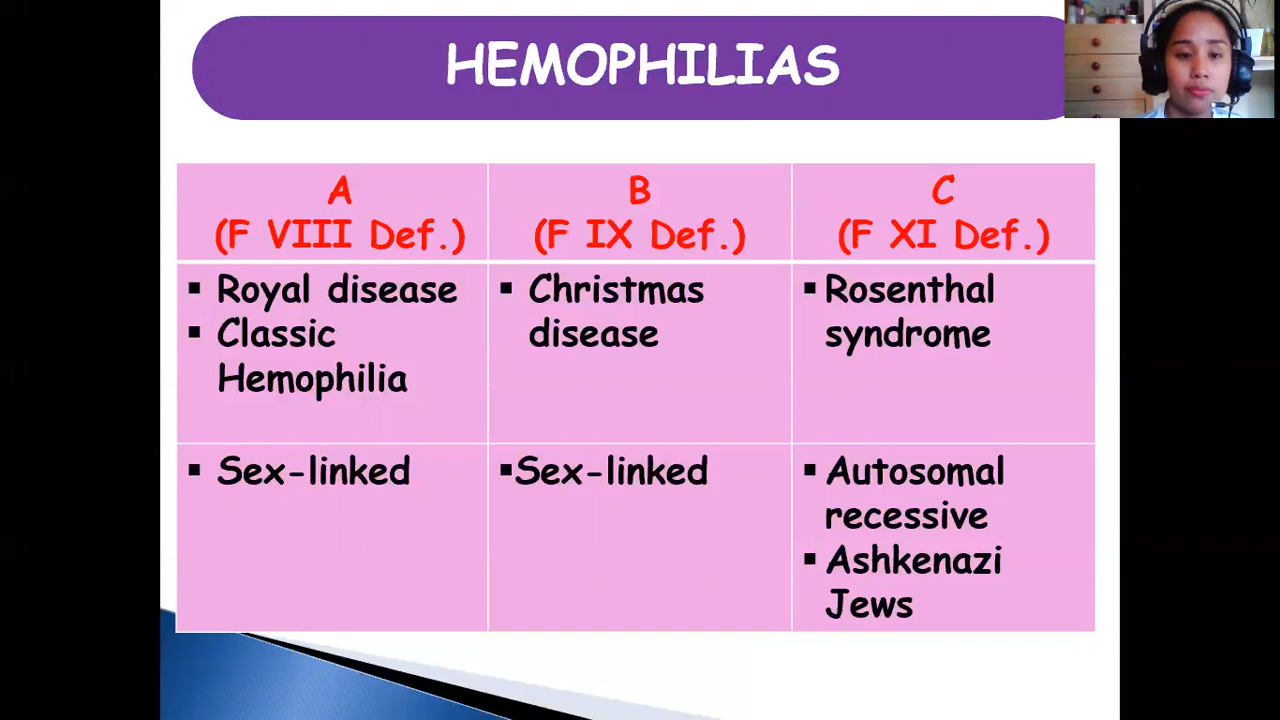 HEMOPHILIAS
A
(F VIII Def.)
B
(F IX Def.)
C
(F XI Def.)
▪ Royal disease
▪ Classic
Hemophilia
▪ Christmas
disease
▪ Rosenthal
syndrome
▪ Sex-linked
▪Sex-linked
▪ Autosomal
recessive
▪ Ashkenazi
Jews